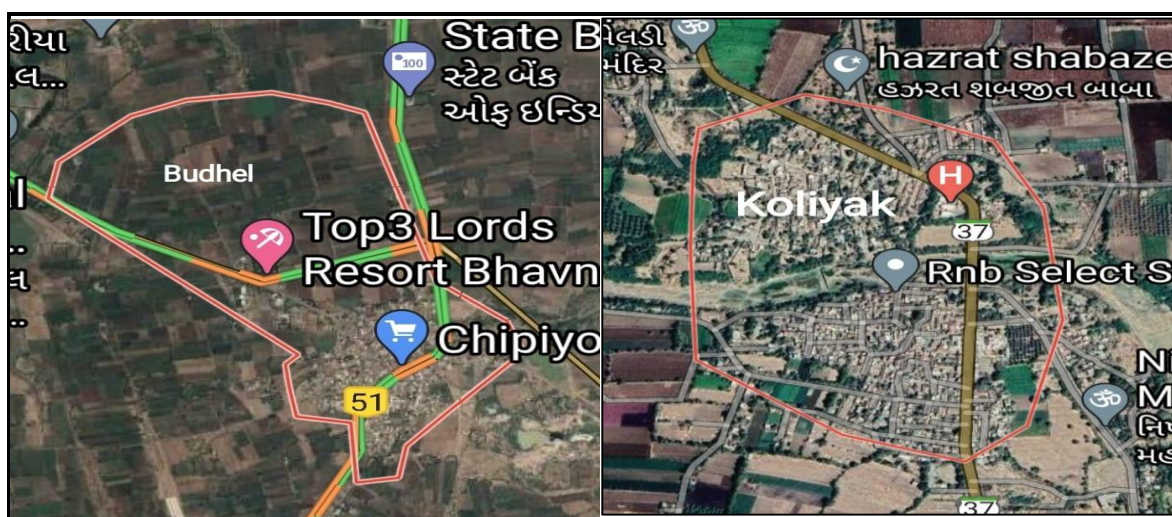 રીયા
લ...
State B
સ્ટેટ બેંક
ઓફ ઇન્ડિય
Budhel
Top3 Lords
Resort Bhavn
લ
Chipiyo
51
મંદિર
hazrat shabaze
હઝરત શબજીત બાબા
Koliyak
H
37
Rnb Select S
37